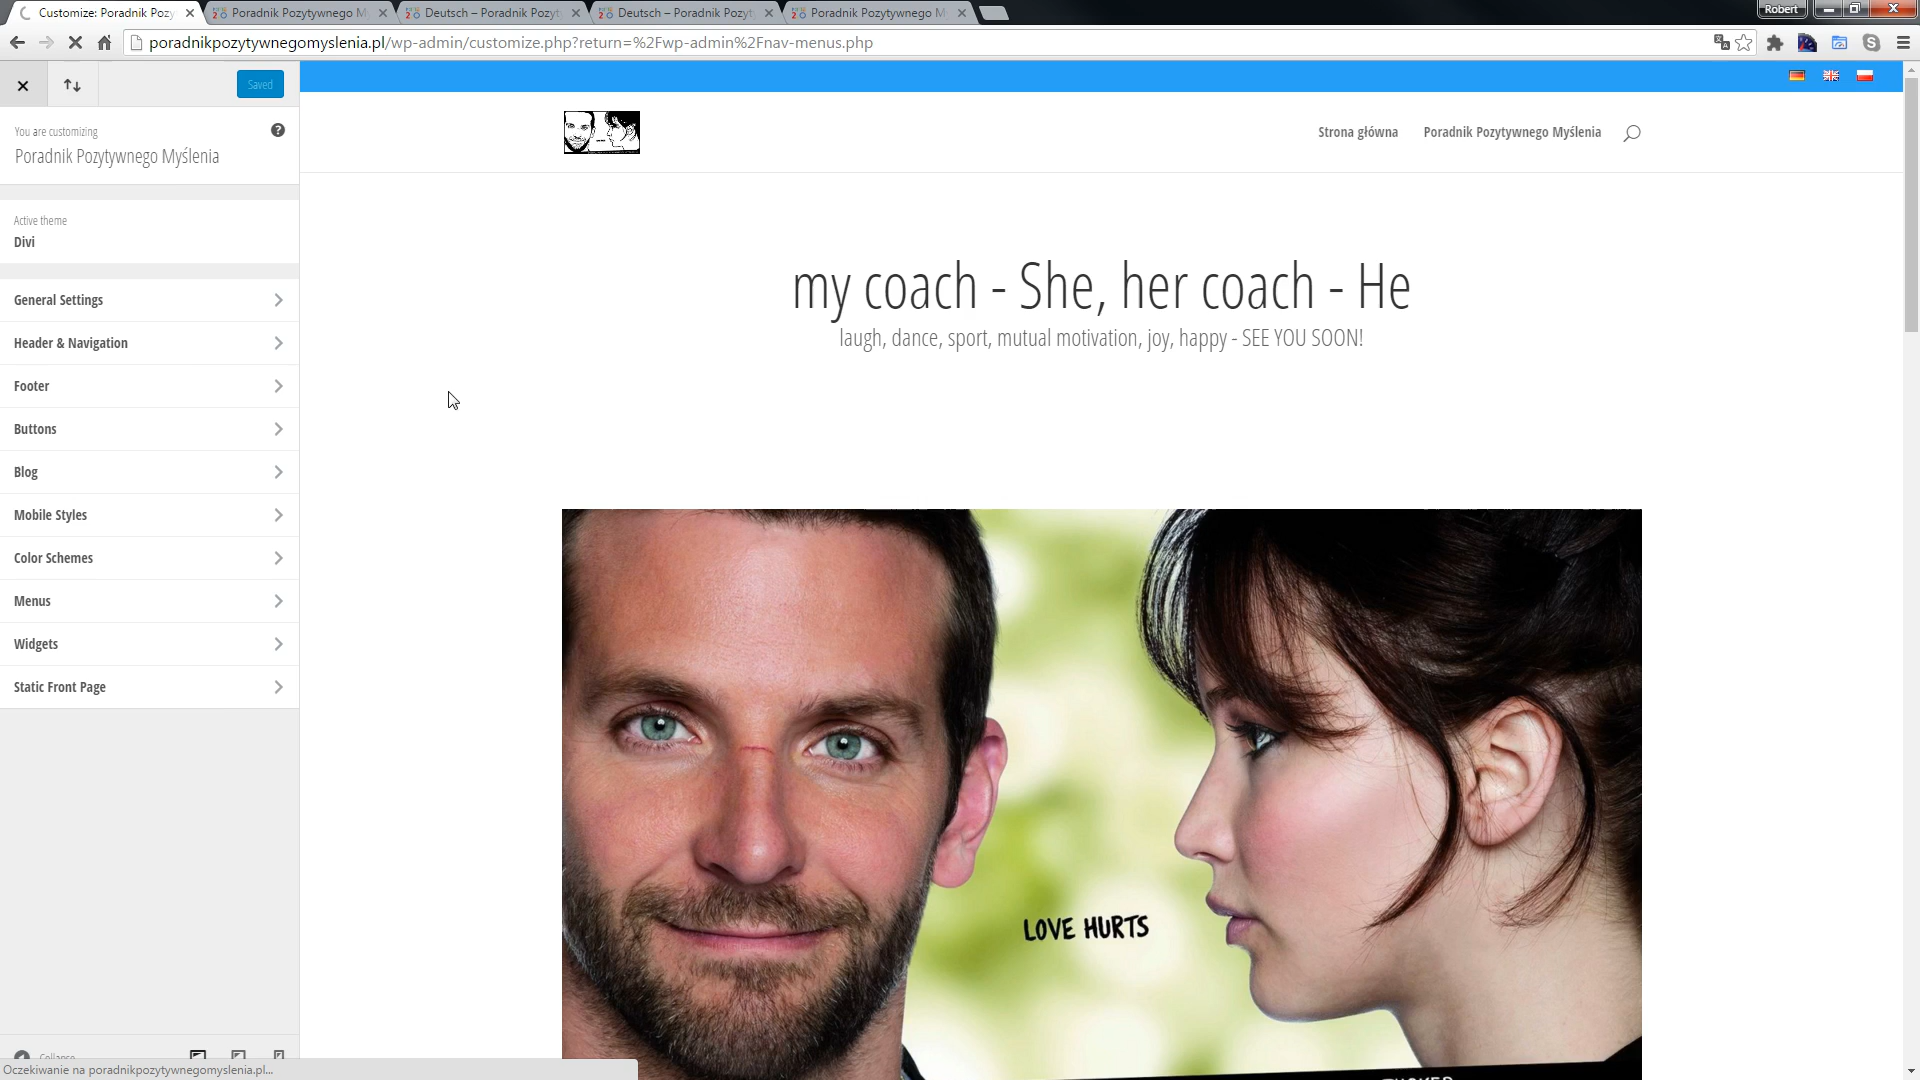 Customize: Poradnik Pozy
Poradnik Pozytywnego M
Deutsch – Poradnik Pozyt
Deutsch – Poradnik Pozyt
Poradnik Pozytywnego M
Robert
poradnikpozytywnegomyslenia.pl/wp-admin/customize.php?return=%2Fwp-admin%2Fnav-menus.php
Saved
You are customizing
Poradnik Pozytywnego Myślenia
Active theme
Divi
General Settings
Header & Navigation
Footer
Buttons
Blog
Mobile Styles
Color Schemes
Menus
Widgets
Static Front Page
Collapse
Oczekiwanie na poradnikpozytywnegomyslenia.pl...
Strona główna
Poradnik Pozytywnego Myślenia
my coach - She, her coach - He
laugh, dance, sport, mutual motivation, joy, happy - SEE YOU SOON!
LOVE HURTS